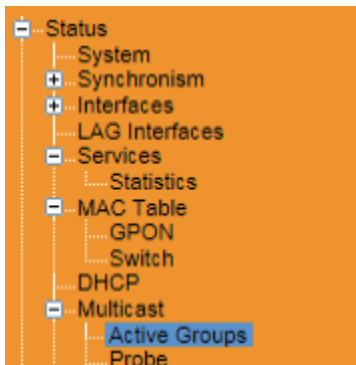 Status
System
Synchronism
Interfaces
LAG Interfaces
Services
Statistics
MAC Table
GPON
Switch
DHCP
Multicast
Active Groups
Probe